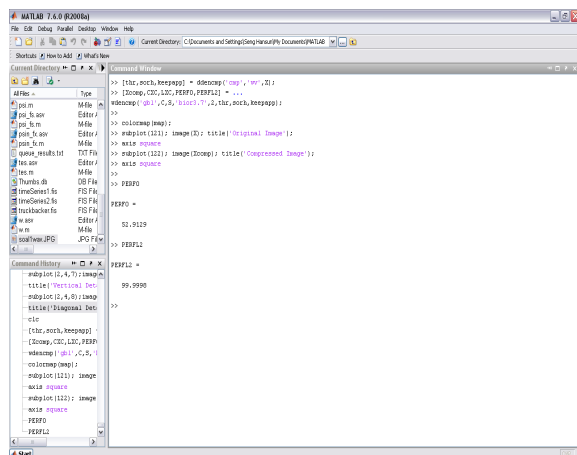 MATLAB 7.6.0 (R2008a)
File Edit Debug Parallel Desktop Window Help
Current Directory: C:\Documents and Settings\Seng Hansun\My Documents\MATLAB
Shortcuts How to Add What's New
Current Directory
All Files Type
psi.m M-file
psi_fs.asv Editor A
psi_fs.m M-file
psin_fx.asv Editor A
psin_fx.m M-file
queue_results.txt TXT File
tes.asv Editor A
tes.m M-file
Thumbs.db DB File
timeSeries1.fis FIS File
timeSeries2.fis FIS File
truckbacker.fis FIS File
w.asv Editor A
w.m M-file
soal1wax.JPG JPG File
Command History
subplot(2,4,7);image
title('Vertical Det
subplot(2,4,8);image
title('Diagonal Det
clc
[thr,sorh,keepapp]
[Xcomp,CXC,LXC,PERF
wdencmp('gbl',C,S,'
colormap(map);
subplot(121); image
axis square
subplot(122); image
axis square
PERF0
PERFL2
Command Window
>> [thr,sorh,keepapp] = ddencmp('cmp','wv',X);
>> [Xcomp,CXC,LXC,PERF0,PERFL2] = ...
wdencmp('gbl',C,S,'bior3.7',2,thr,sorh,keepapp);
>>
>> colormap(map);
>> subplot(121); image(X); title('Original Image');
>> axis square
>> subplot(122); image(Xcomp); title('Compressed Image');
>> axis square
>>
>> PERF0
PERF0 =
52.9129
>> PERFL2
PERFL2 =
99.9998
>>
Start